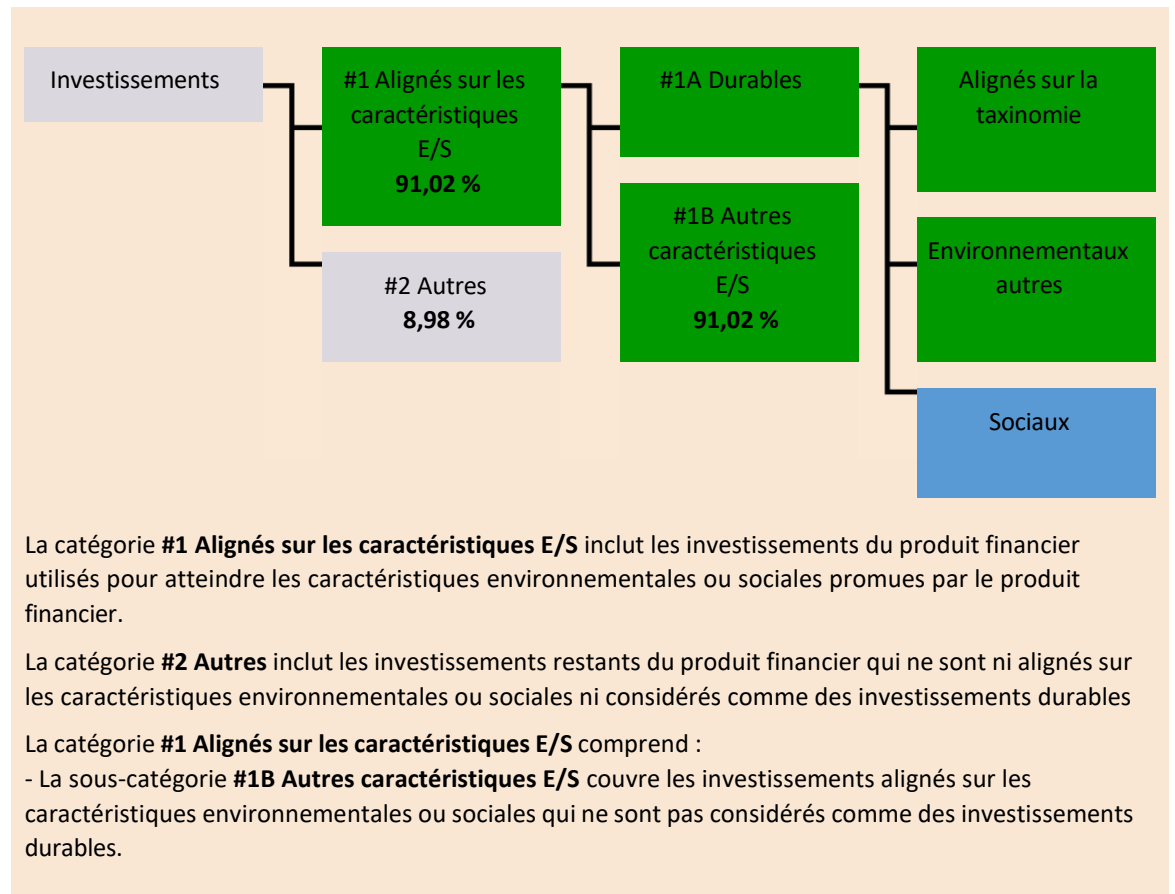 Investissements
#1 Alignés sur les
caractéristiques
E/S
91,02 %
#2 Autres
8,98 %
#1A Durables
#1B Autres
caractéristiques
E/S
91,02 %
Alignés sur la
taxinomie
Environnementaux
autres
Sociaux
La catégorie #1 Alignés sur les caractéristiques E/S inclut les investissements du produit financier
utilisés pour atteindre les caractéristiques environnementales ou sociales promues par le produit
financier.
La catégorie #2 Autres inclut les investissements restants du produit financier qui ne sont ni alignés sur
les caractéristiques environnementales ou sociales ni considérés comme des investissements durables
La catégorie #1 Alignés sur les caractéristiques E/S comprend :
- La sous-catégorie #1B Autres caractéristiques E/S couvre les investissements alignés sur les
caractéristiques environnementales ou sociales qui ne sont pas considérés comme des investissements
durables.